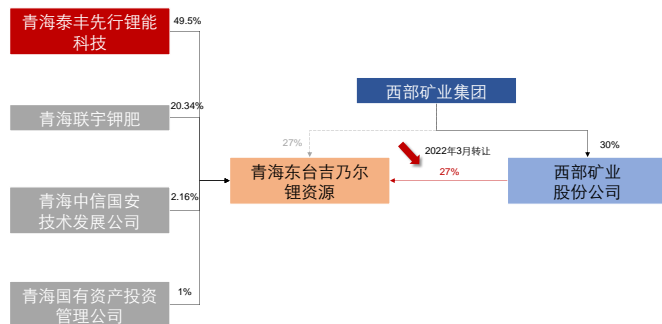 青海泰丰先行锂能
科技
49.5%
西部矿业集团
青海联宇钾肥
20.34%
27%
2022年3月转让
30%
青海东台吉乃尔
锂资源
27%
西部矿业
股份公司
青海中信国安
技术发展公司
2.16%
青海国有资产投资
管理公司
1%